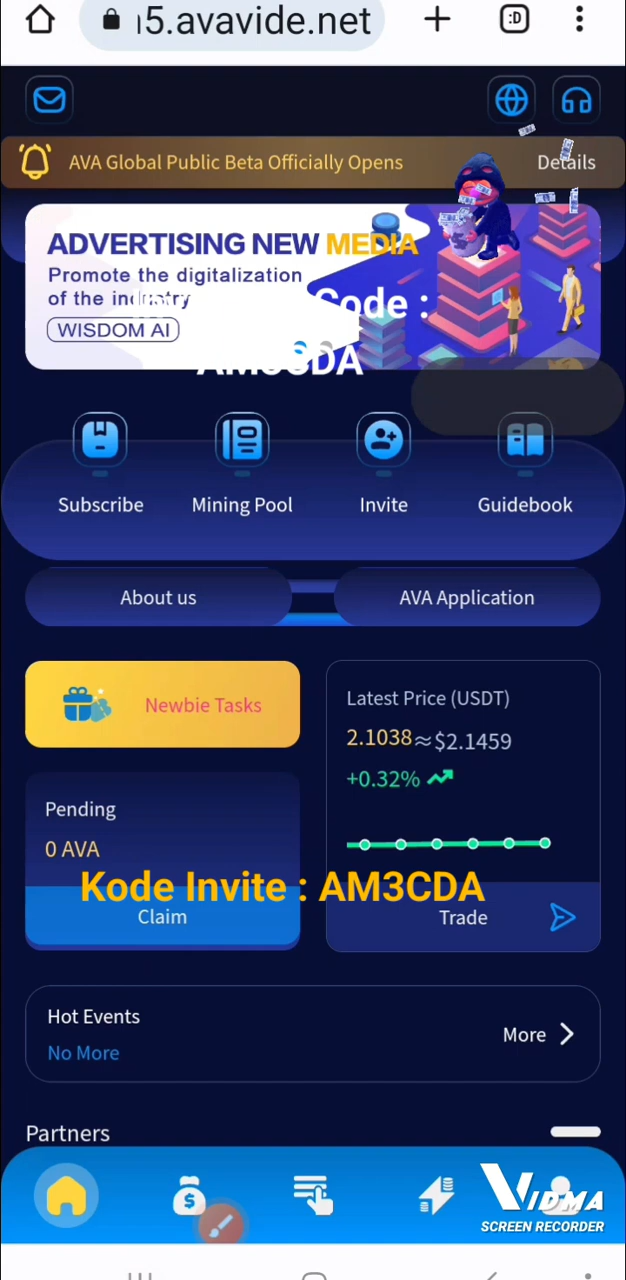 5.avavide.net
:D
AVA Global Public Beta Officially Opens
Details
ADVERTISING NEW MEDIA
Promote the digitalization
of the industry
Code :
WISDOM AI
Subscribe
Mining Pool
Invite
Guidebook
About us
AVA Application
Newbie Tasks
Latest Price (USDT)
2.1038≈$2.1459
+0.32%
Pending
0 AVA
Kode Invite : AM3CDA
Claim
Trade
Hot Events
No More
More
Partners
VIDMA
SCREEN RECORDER